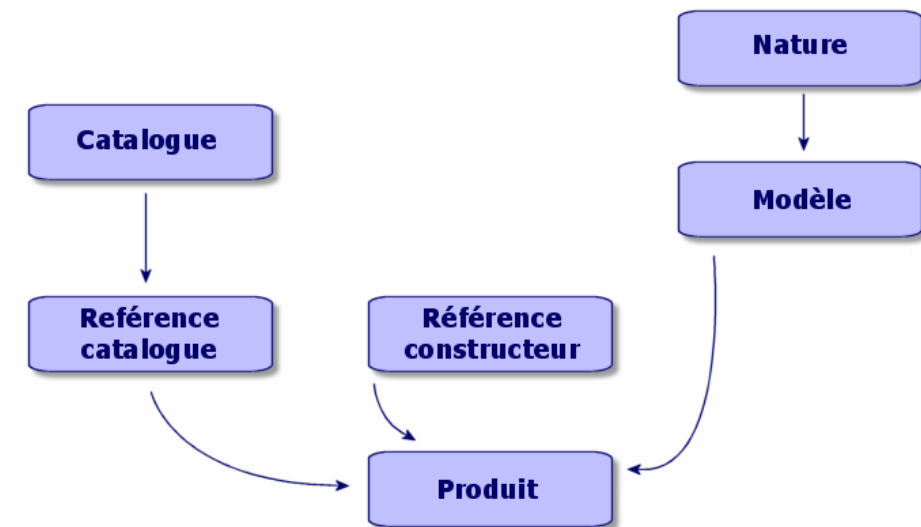 Nature
Catalogue
Modèle
Reférence
catalogue
Référence
constructeur
Produit